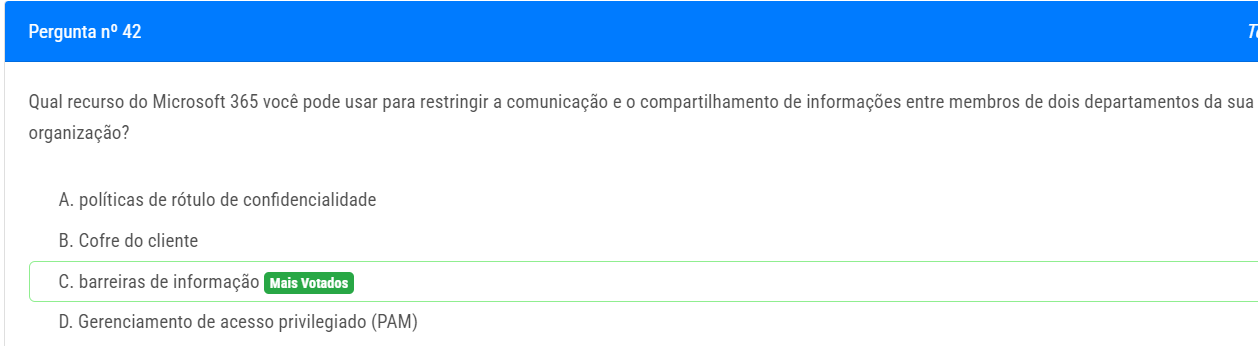 Pergunta nº 42
Qual recurso do Microsoft 365 você pode usar para restringir a comunicação e o compartilhamento de informações entre membros de dois departamentos da sua
organização?
A. políticas de rótulo de confidencialidade
B. Cofre do cliente
C. barreiras de informação Mais Votados
D. Gerenciamento de acesso privilegiado (PAM)